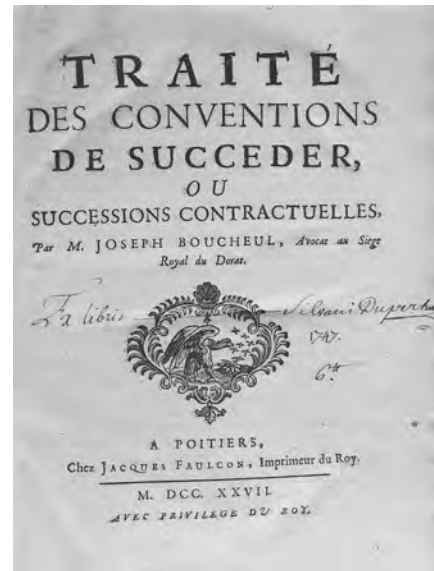 TRAITÉ
DES CONVENTIONS
DE SUCCEDER,
OU
SUCCESSIONS CONTRACTUELLES,
Par M. JOSEPH BOUCHEUL, Avocat au Siege
Royal du Dorat.
Ex libris Silvani
1747.
A POITIERS,
Chez JACQUES FAULCON, Imprimeur du Roy.
M. DCC. XXVII.
AVEC PRIVILEGE DU ROY.